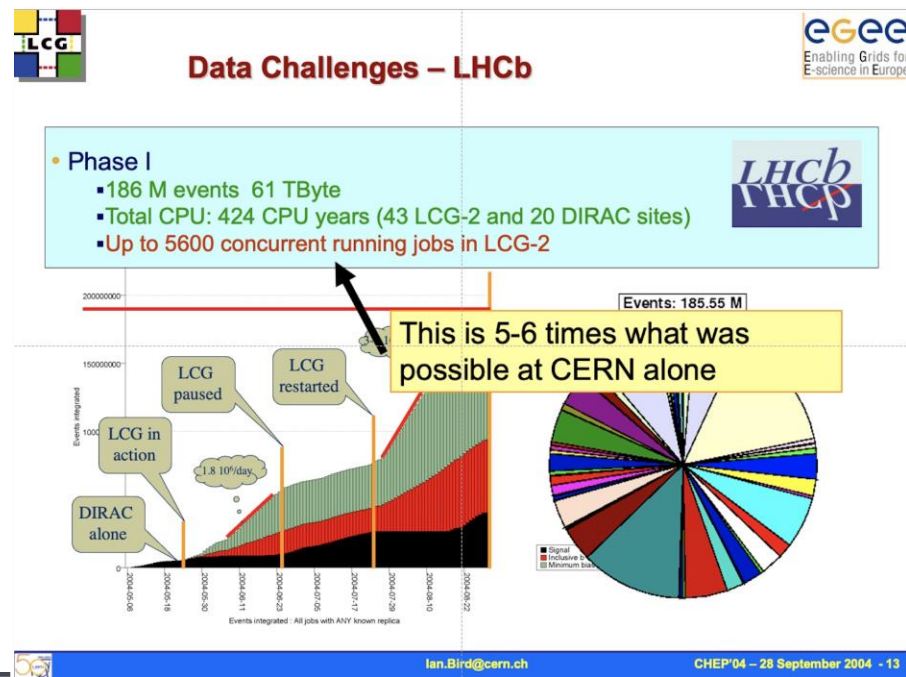 LCG
egee
Enabling Grids for
E-science in Europe
Data Challenges – LHCb
• Phase I
▪186 M events 61 TByte
▪Total CPU: 424 CPU years (43 LCG-2 and 20 DIRAC sites)
▪Up to 5600 concurrent running jobs in LCG-2
LHCb
LHCp
This is 5-6 times what was
possible at CERN alone
Events: 185.55 M
200000000
150000000
1000
0
Events integrated
DIRAC
alone
LCG in
action
1.8 10⁶/day
LCG
paused
LCG
restarted
Signal
Inclusive b
Minimum bias
2004-05-08
2004-05-18
2004-05-30
2004-06-11
2004-06-23
2004-07-05
2004-07-17
2004-07-29
2004-08-10
2004-08-22
Events integrated : All jobs with ANY known replica
Ian.Bird@cern.ch
CHEP'04 – 28 September 2004 - 13